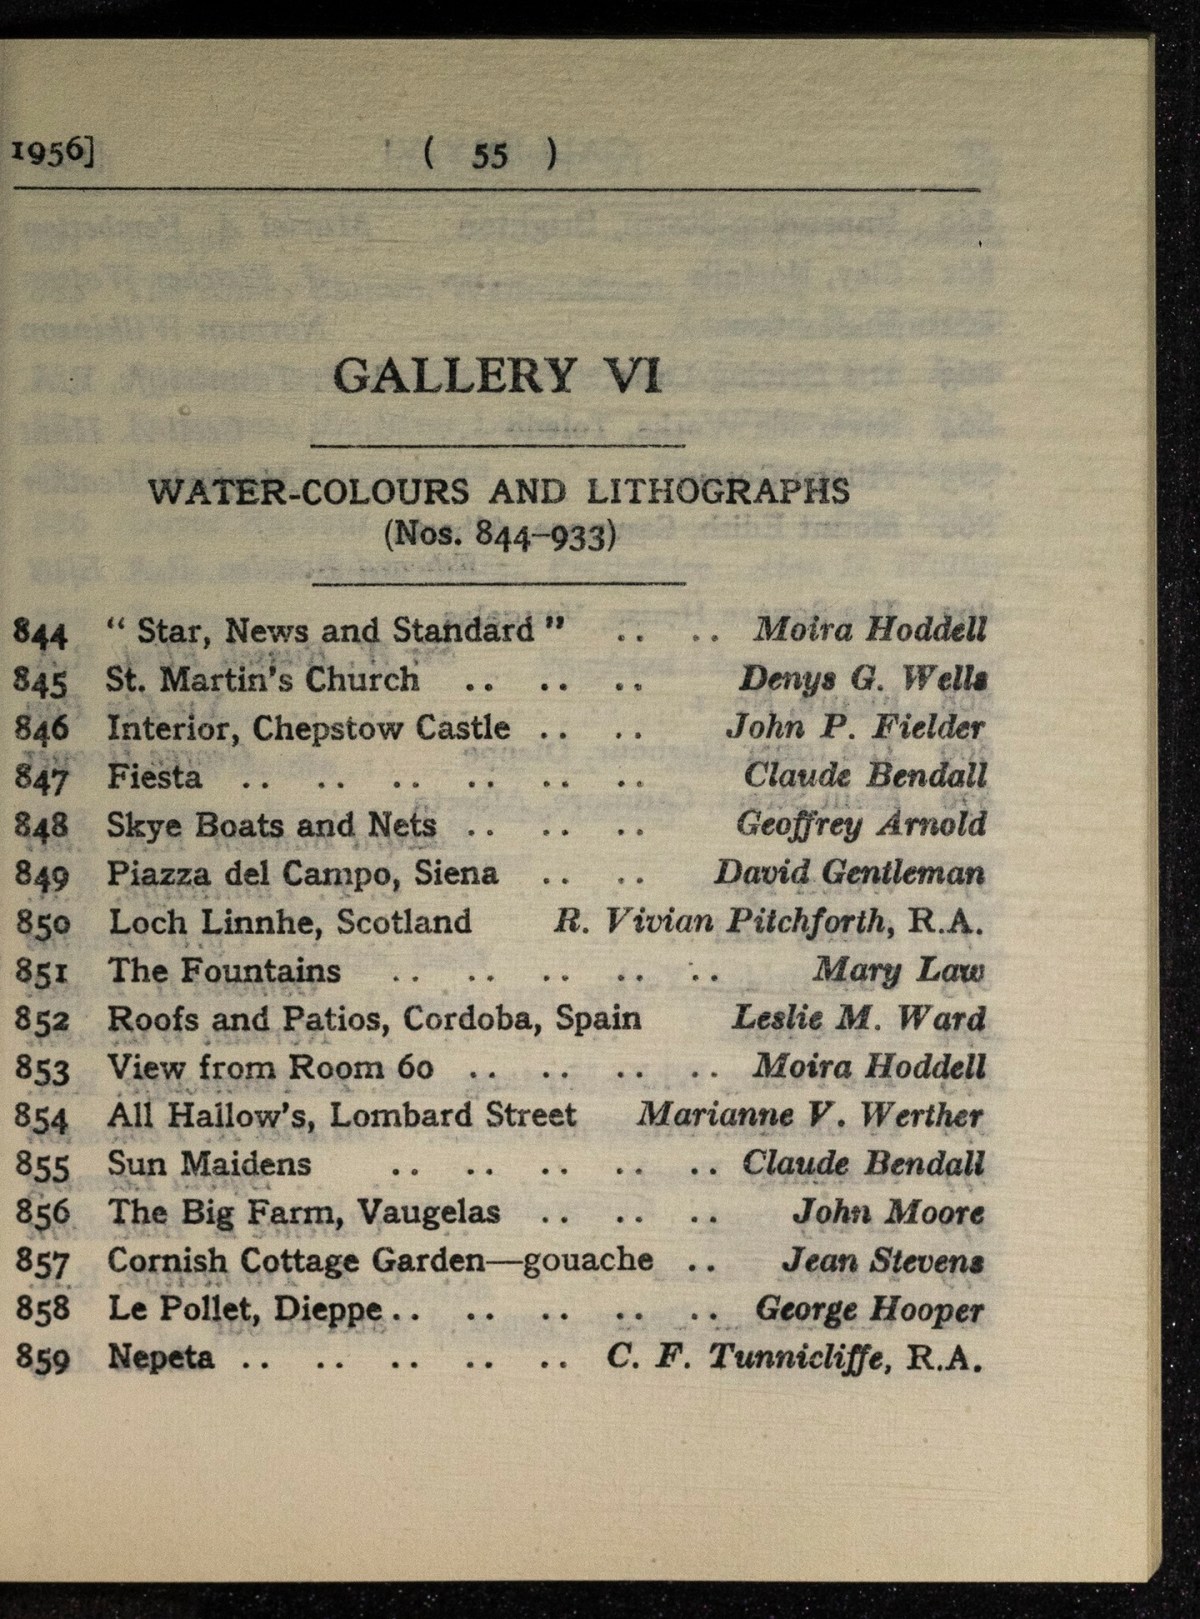 1956] ( 55 )
GALLERY VI
WATER-COLOURS AND LITHOGRAPHS
(Nos. 844–933)
844 “ Star, News and Standard ” .. .. Moira Hoddell
845 St. Martin's Church .. .. .. Denys G. Wells
846 Interior, Chepstow Castle .. .. John P. Fielder
847 Fiesta .. .. .. .. .. .. Claude Bendall
848 Skye Boats and Nets .. .. .. Geoffrey Arnold
849 Piazza del Campo, Siena .. .. David Gentleman
850 Loch Linnhe, Scotland R. Vivian Pitchforth, R.A.
851 The Fountains .. .. .. .. .. Mary Law
852 Roofs and Patios, Cordoba, Spain Leslie M. Ward
853 View from Room 60 .. .. .. .. Moira Hoddell
854 All Hallow's, Lombard Street Marianne V. Werther
855 Sun Maidens .. .. .. .. .. Claude Bendall
856 The Big Farm, Vaugelas .. .. .. John Moore
857 Cornish Cottage Garden—gouache .. Jean Stevens
858 Le Pollet, Dieppe .. .. .. .. .. George Hooper
859 Nepeta .. .. .. .. .. C. F. Tunnicliffe, R.A.